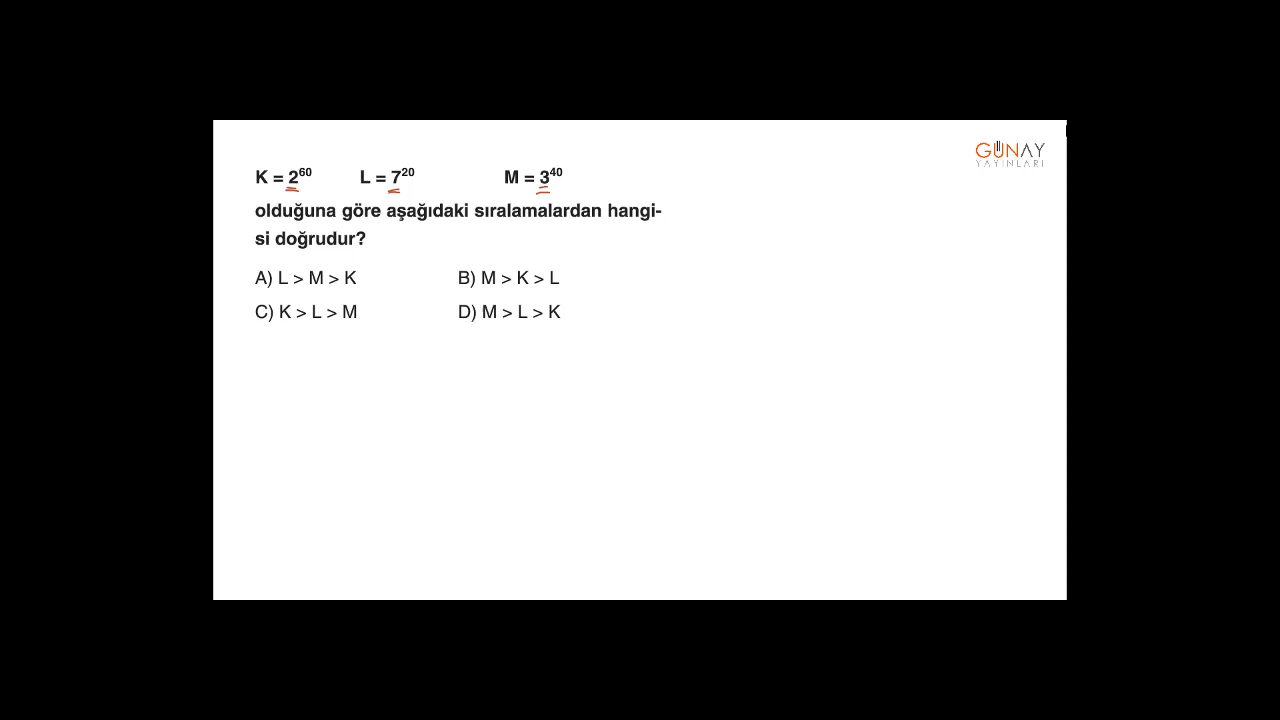 GÜNAY
YAYINLARI
K = 2⁶⁰ L = 7²⁰ M = 3⁴⁰
olduğuna göre aşağıdaki sıralamalardan hangi-
si doğrudur?
A) L > M > K B) M > K > L
C) K > L > M D) M > L > K